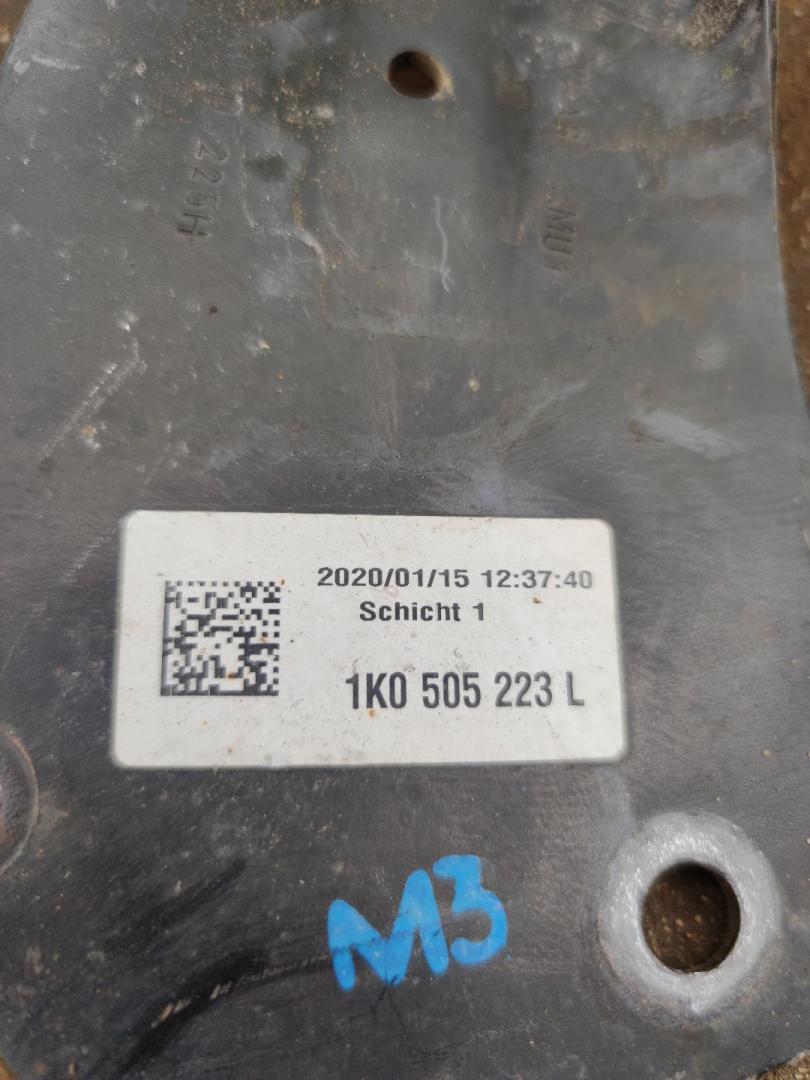 2020/01/15 12:37:40
Schicht 1
1K0 505 223 L
M3